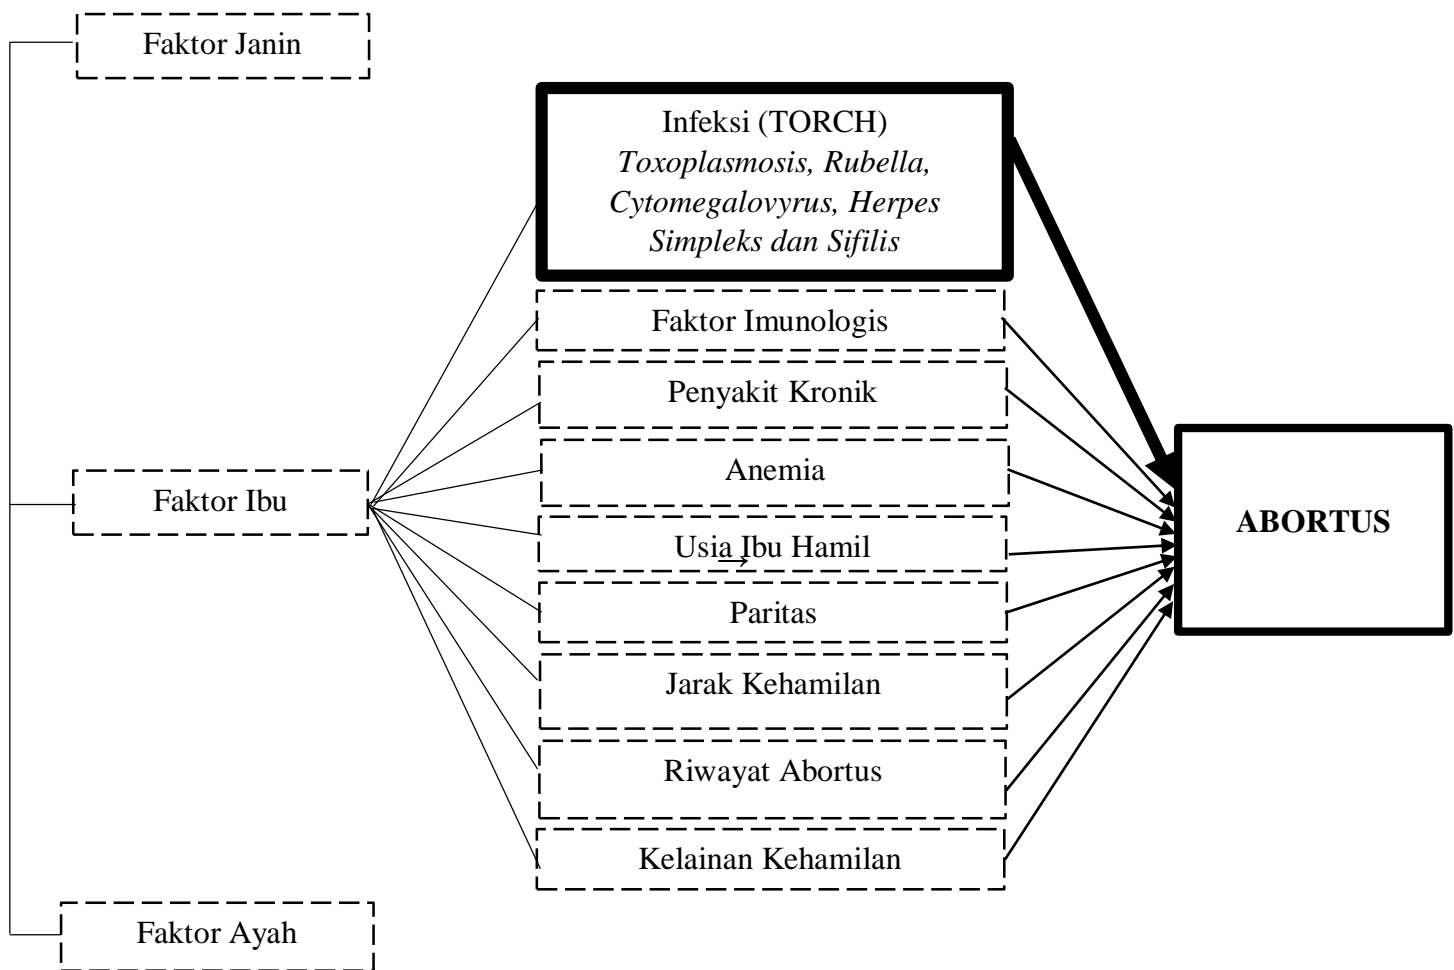 Faktor Janin
Infeksi (TORCH)
Toxoplasmosis, Rubella,
Cytomegalovyrus, Herpes
Simpleks dan Sifilis
Faktor Imunologis
Penyakit Kronik
Anemia
Faktor Ibu
Usia Ibu Hamil
→
ABORTUS
Paritas
Jarak Kehamilan
Riwayat Abortus
Kelainan Kehamilan
Faktor Ayah